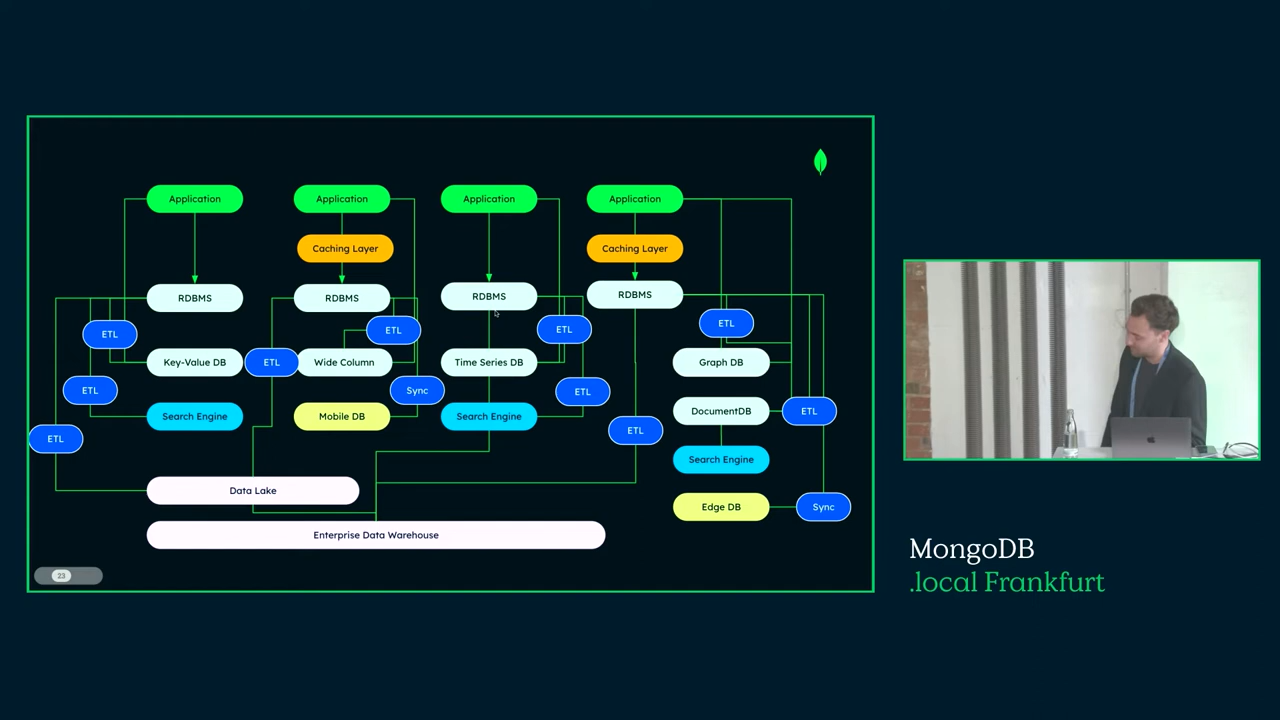 Application
Application
Application
Application
Caching Layer
Caching Layer
RDBMS
RDBMS
RDBMS
RDBMS
ETL
ETL
ETL
ETL
Key-Value DB
ETL
Wide Column
Time Series DB
Graph DB
ETL
Sync
ETL
Search Engine
Mobile DB
Search Engine
DocumentDB
ETL
ETL
ETL
Search Engine
Data Lake
Edge DB
Sync
Enterprise Data Warehouse
23
MongoDB
.local Frankfurt